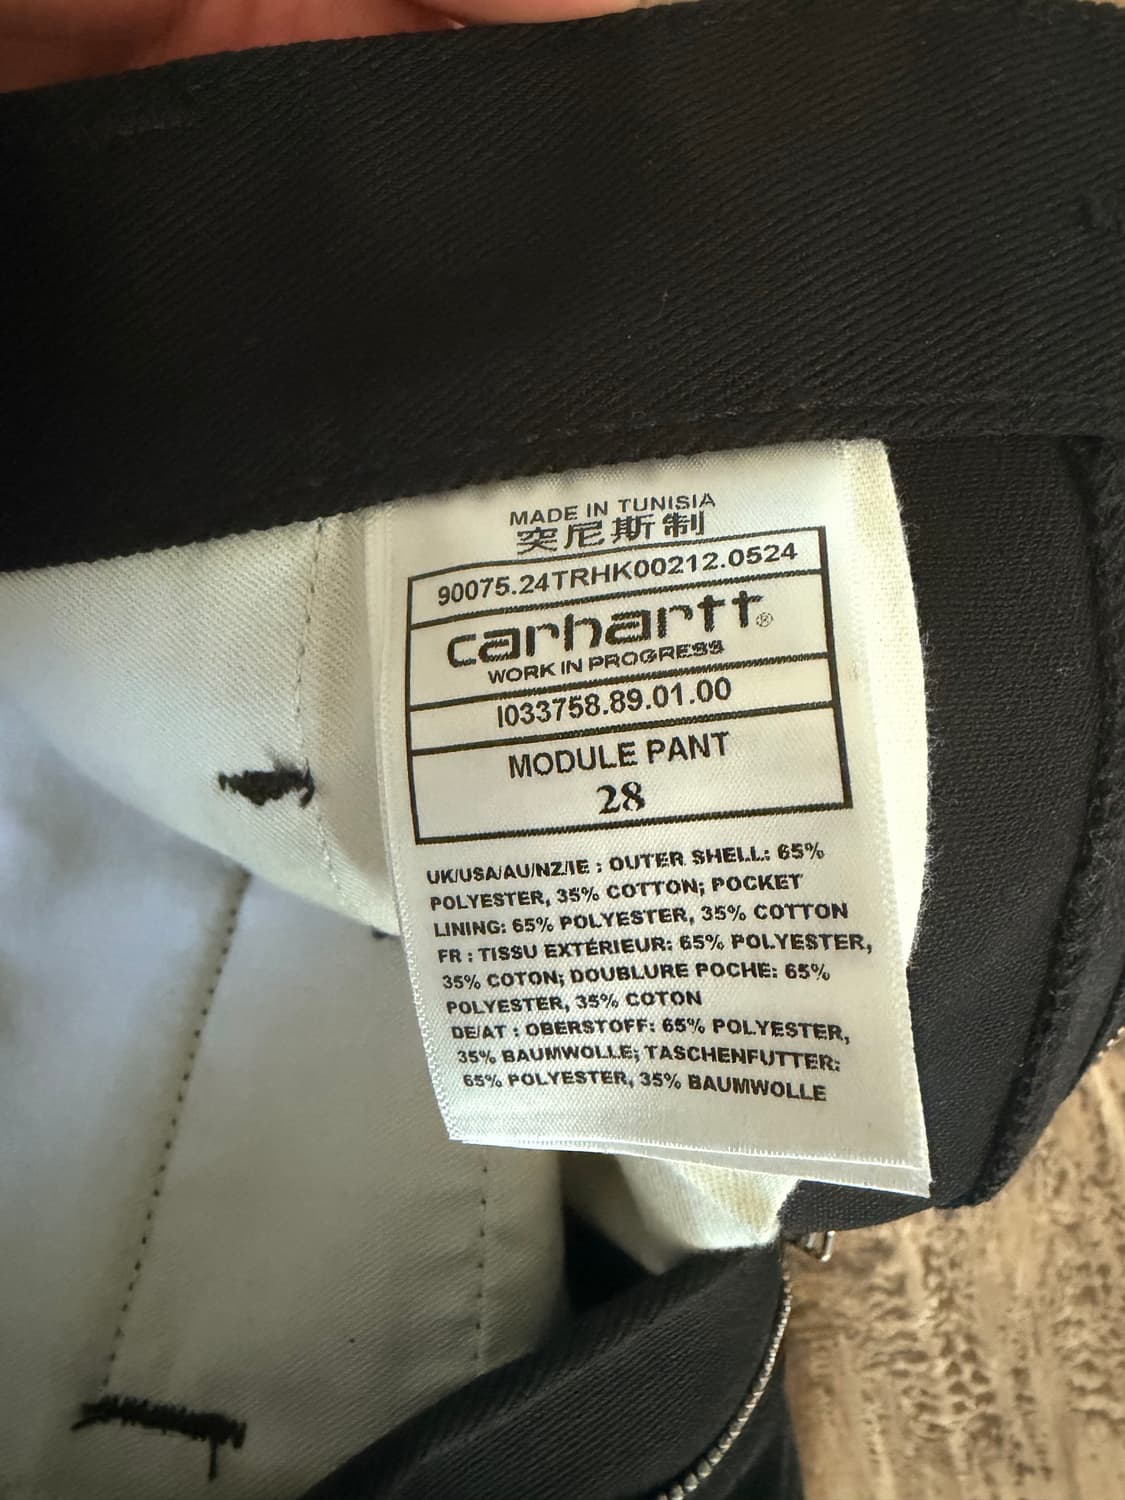 MADE IN TUNISIA
突尼斯制
90075.24TRHK00212.0524
carhartt®
WORK IN PROGRESS
I033758.89.01.00
MODULE PANT
28
UK/USA/AU/NZ/IE : OUTER SHELL: 65%
POLYESTER, 35% COTTON; POCKET
LINING: 65% POLYESTER, 35% COTTON
FR : TISSU EXTÉRIEUR: 65% POLYESTER,
35% COTON; DOUBLURE POCHE: 65%
POLYESTER, 35% COTON
DE/AT : OBERSTOFF: 65% POLYESTER,
35% BAUMWOLLE; TASCHENFUTTER:
65% POLYESTER, 35% BAUMWOLLE